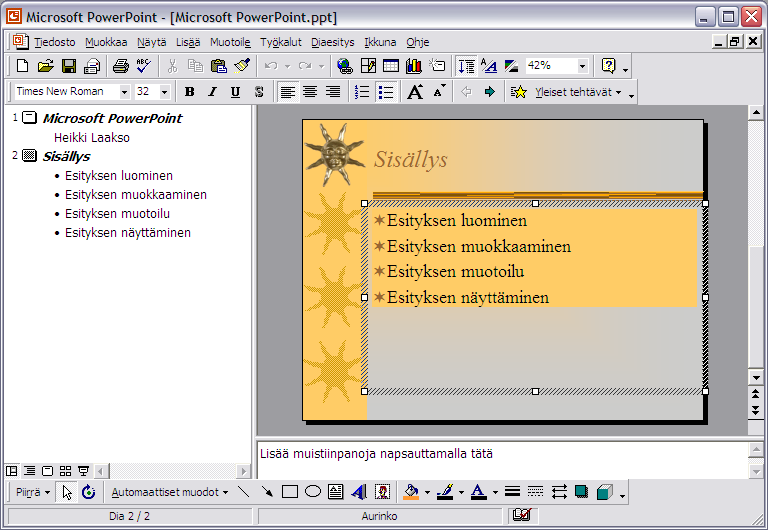 Microsoft PowerPoint - [Microsoft PowerPoint.ppt]
Tiedosto Muokkaa Näytä Lisää Muotoile Työkalut Diaesitys Ikkuna Ohje
42%
Times New Roman 32 B I U S Yleiset tehtävät
1 Microsoft PowerPoint
Heikki Laakso
2 Sisällys
• Esityksen luominen
• Esityksen muokkaaminen
• Esityksen muotoilu
• Esityksen näyttäminen
Sisällys
✶Esityksen luominen
✶Esityksen muokkaaminen
✶Esityksen muotoilu
✶Esityksen näyttäminen
Lisää muistiinpanoja napsauttamalla tätä
Piirrä Automaattiset muodot
Dia 2 / 2 Aurinko